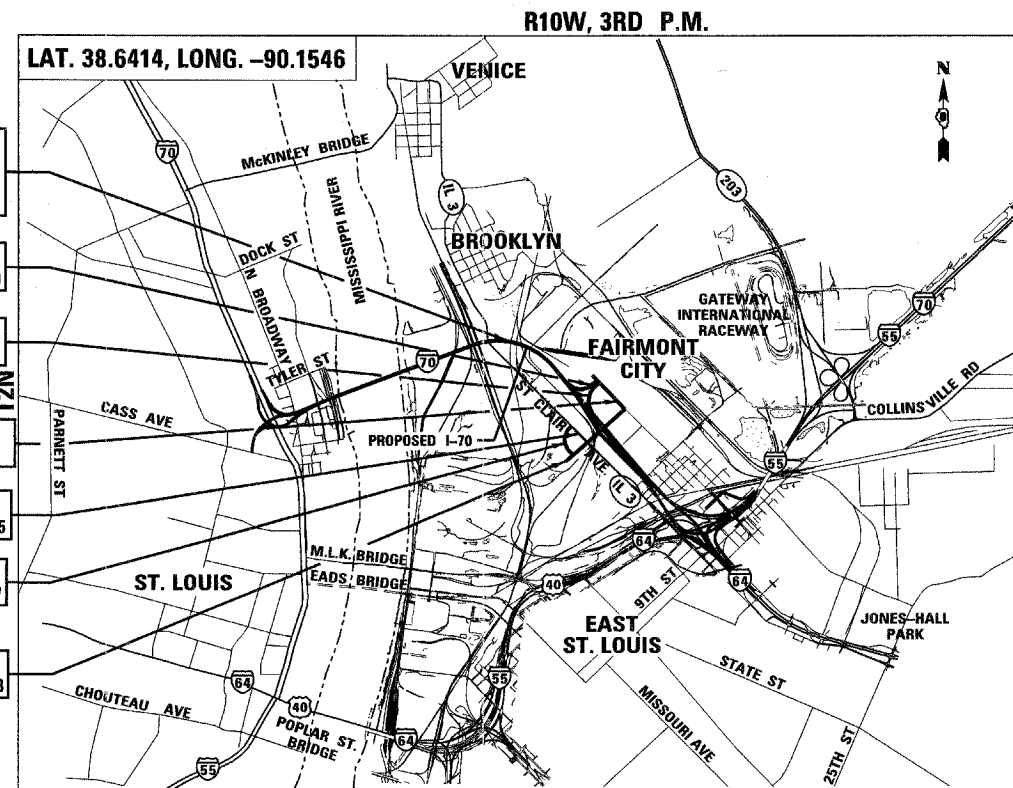 R10W, 3RD P.M.
LAT. 38.6414, LONG. –90.1546
VENICE
N
70
McKINLEY BRIDGE
203
IL 3
MISSISSIPPI RIVER
DOCK ST
BROOKLYN
N BROADWAY
GATEWAY
INTERNATIONAL
RACEWAY
70
55
70
TYLER ST
FAIRMONT
CITY
T2N
CASS AVE
ST CLAIR AVE
COLLINSVILLE RD
PARNETT ST
PROPOSED I–70
55
IL 3
5
64
M.L.K. BRIDGE
EADS BRIDGE
ST. LOUIS
40
9TH ST
64
EAST
ST. LOUIS
JONES–HALL
PARK
STATE ST
64
55
CHOUTEAU AVE
40
POPLAR ST.
BRIDGE
64
MISSOURI AVE
25TH ST
55